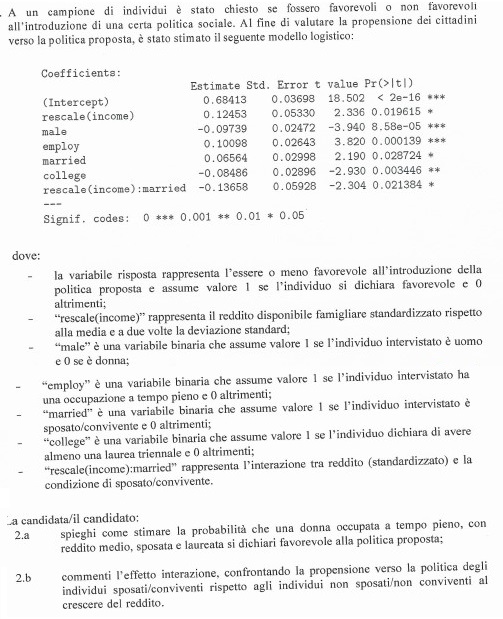 . A un campione di individui è stato chiesto se fossero favorevoli o non favorevoli
all'introduzione di una certa politica sociale. Al fine di valutare la propensione dei cittadini
verso la politica proposta, è stato stimato il seguente modello logistico:
Coefficients:
Estimate Std. Error t value Pr(>|t|)
(Intercept) 0.68413 0.03698 18.502 < 2e-16 ***
rescale(income) 0.12453 0.05330 2.336 0.019615 *
male -0.09739 0.02472 -3.940 8.58e-05 ***
employ 0.10098 0.02643 3.820 0.000139 ***
married 0.06564 0.02998 2.190 0.028724 *
college -0.08486 0.02896 -2.930 0.003446 **
rescale(income):married -0.13658 0.05928 -2.304 0.021384 *
---
Signif. codes: 0 *** 0.001 ** 0.01 * 0.05
dove:
- la variabile risposta rappresenta l'essere o meno favorevole all'introduzione della
politica proposta e assume valore 1 se l'individuo si dichiara favorevole e 0
altrimenti;
- "rescale(income)" rappresenta il reddito disponibile famigliare standardizzato rispetto
alla media e a due volte la deviazione standard;
- "male" è una variabile binaria che assume valore 1 se l'individuo intervistato è uomo
e 0 se è donna;
- "employ" è una variabile binaria che assume valore 1 se l'individuo intervistato ha
una occupazione a tempo pieno e 0 altrimenti;
- "married" è una variabile binaria che assume valore 1 se l'individuo intervistato è
sposato/convivente e 0 altrimenti;
- "college" è una variabile binaria che assume valore 1 se l'individuo dichiara di avere
almeno una laurea triennale e 0 altrimenti;
- "rescale(income):married" rappresenta l'interazione tra reddito (standardizzato) e la
condizione di sposato/convivente.
La candidata/il candidato:
2.a spieghi come stimare la probabilità che una donna occupata a tempo pieno, con
reddito medio, sposata e laureata si dichiari favorevole alla politica proposta;
2.b commenti l'effetto interazione, confrontando la propensione verso la politica degli
individui sposati/conviventi rispetto agli individui non sposati/non conviventi al
crescere del reddito.